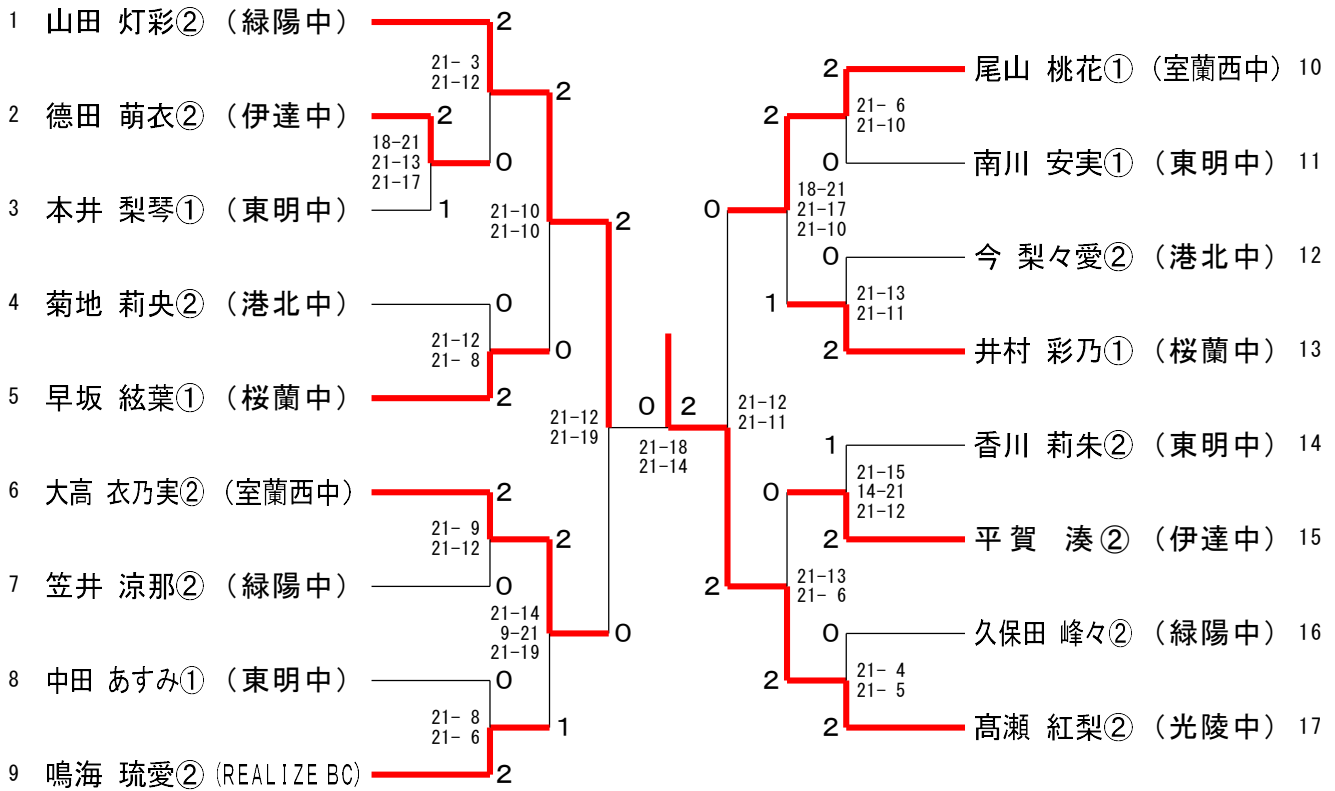 1 山田 灯彩② (緑陽中) 2
21- 3
21-12
2
2 德田 萌衣② (伊達中) 2
18-21
21-13
21-17
0
3 本井 梨琴① (東明中) 1
21-10
21-10
2
4 菊地 莉央② (港北中) 0
21-12
21- 8
0
5 早坂 絃葉① (桜蘭中) 2
21-12
21-19
6 大高 衣乃実② (室蘭西中) 2
21- 9
21-12
2
7 笠井 涼那② (緑陽中) 0
21-14
9-21
21-19
0
8 中田 あすみ① (東明中) 0
21- 8
21- 6
1
9 鳴海 琉愛② (REALIZE BC) 2
0 2
21-18
21-14
2 尾山 桃花① (室蘭西中) 10
2
21- 6
21-10
0 南川 安実① (東明中) 11
0
18-21
21-17
21-10
0 今 梨々愛② (港北中) 12
1
21-13
21-11
2 井村 彩乃① (桜蘭中) 13
21-12
21-11
1 香川 莉朱② (東明中) 14
0
21-15
14-21
21-12
2 平賀 湊② (伊達中) 15
2
21-13
21- 6
0 久保田 峰々② (緑陽中) 16
2
21- 4
21- 5
2 髙瀬 紅梨② (光陵中) 17